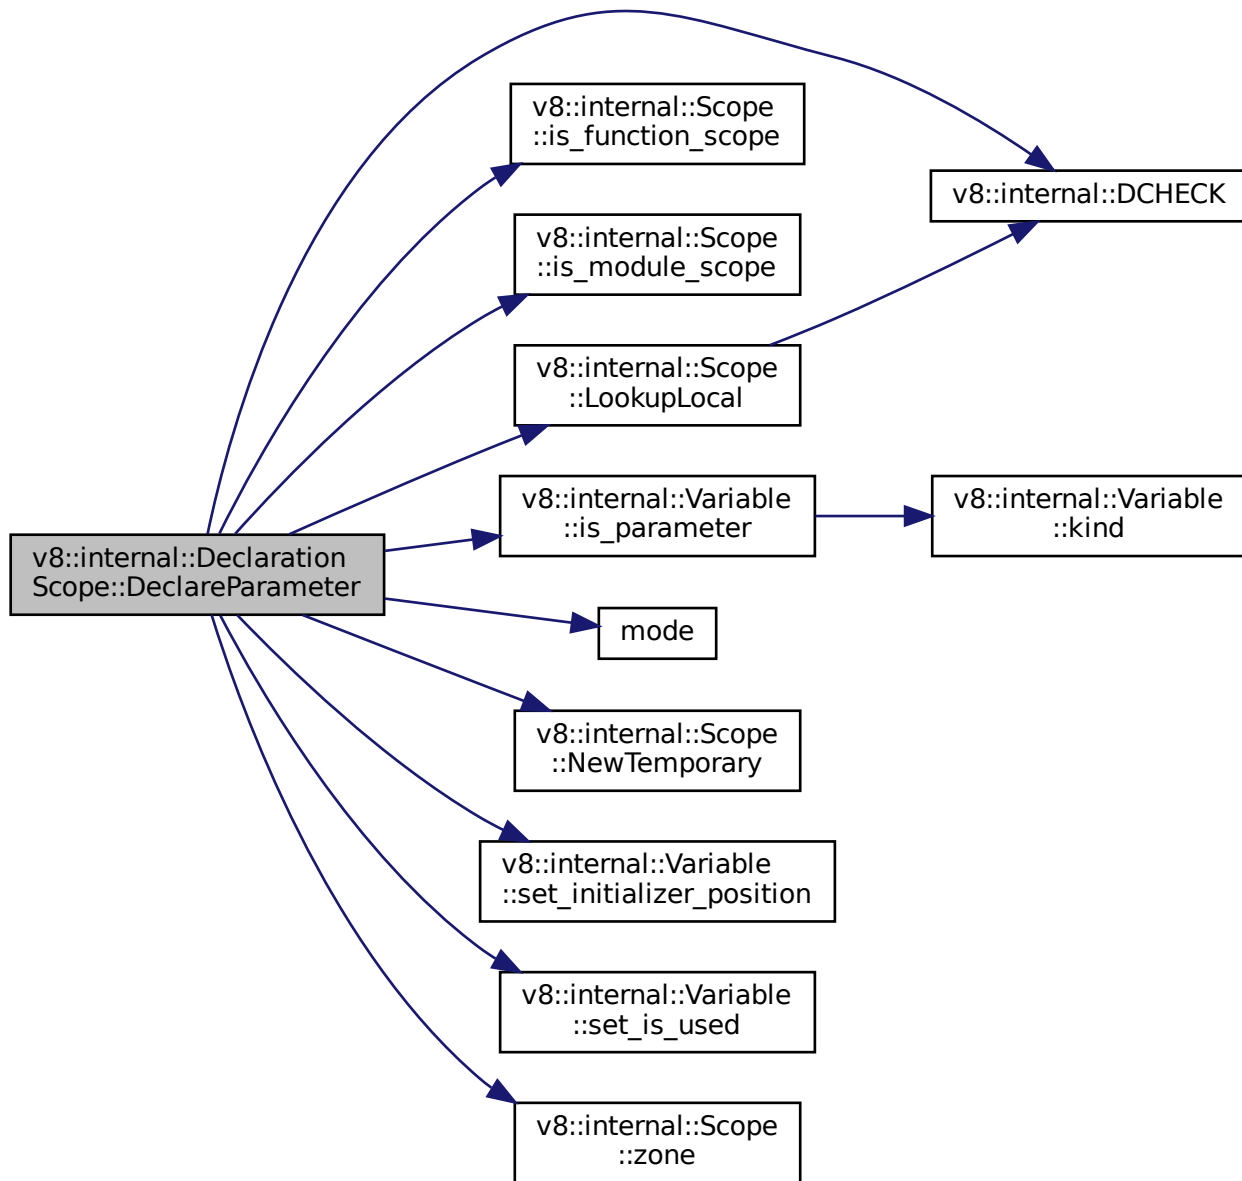 v8::internal::Scope
::is_function_scope
v8::internal::DCHECK
v8::internal::Scope
::is_module_scope
v8::internal::Scope
::LookupLocal
v8::internal::Variable
::is_parameter
v8::internal::Variable
::kind
v8::internal::Declaration
Scope::DeclareParameter
mode
v8::internal::Scope
::NewTemporary
v8::internal::Variable
::set_initializer_position
v8::internal::Variable
::set_is_used
v8::internal::Scope
::zone